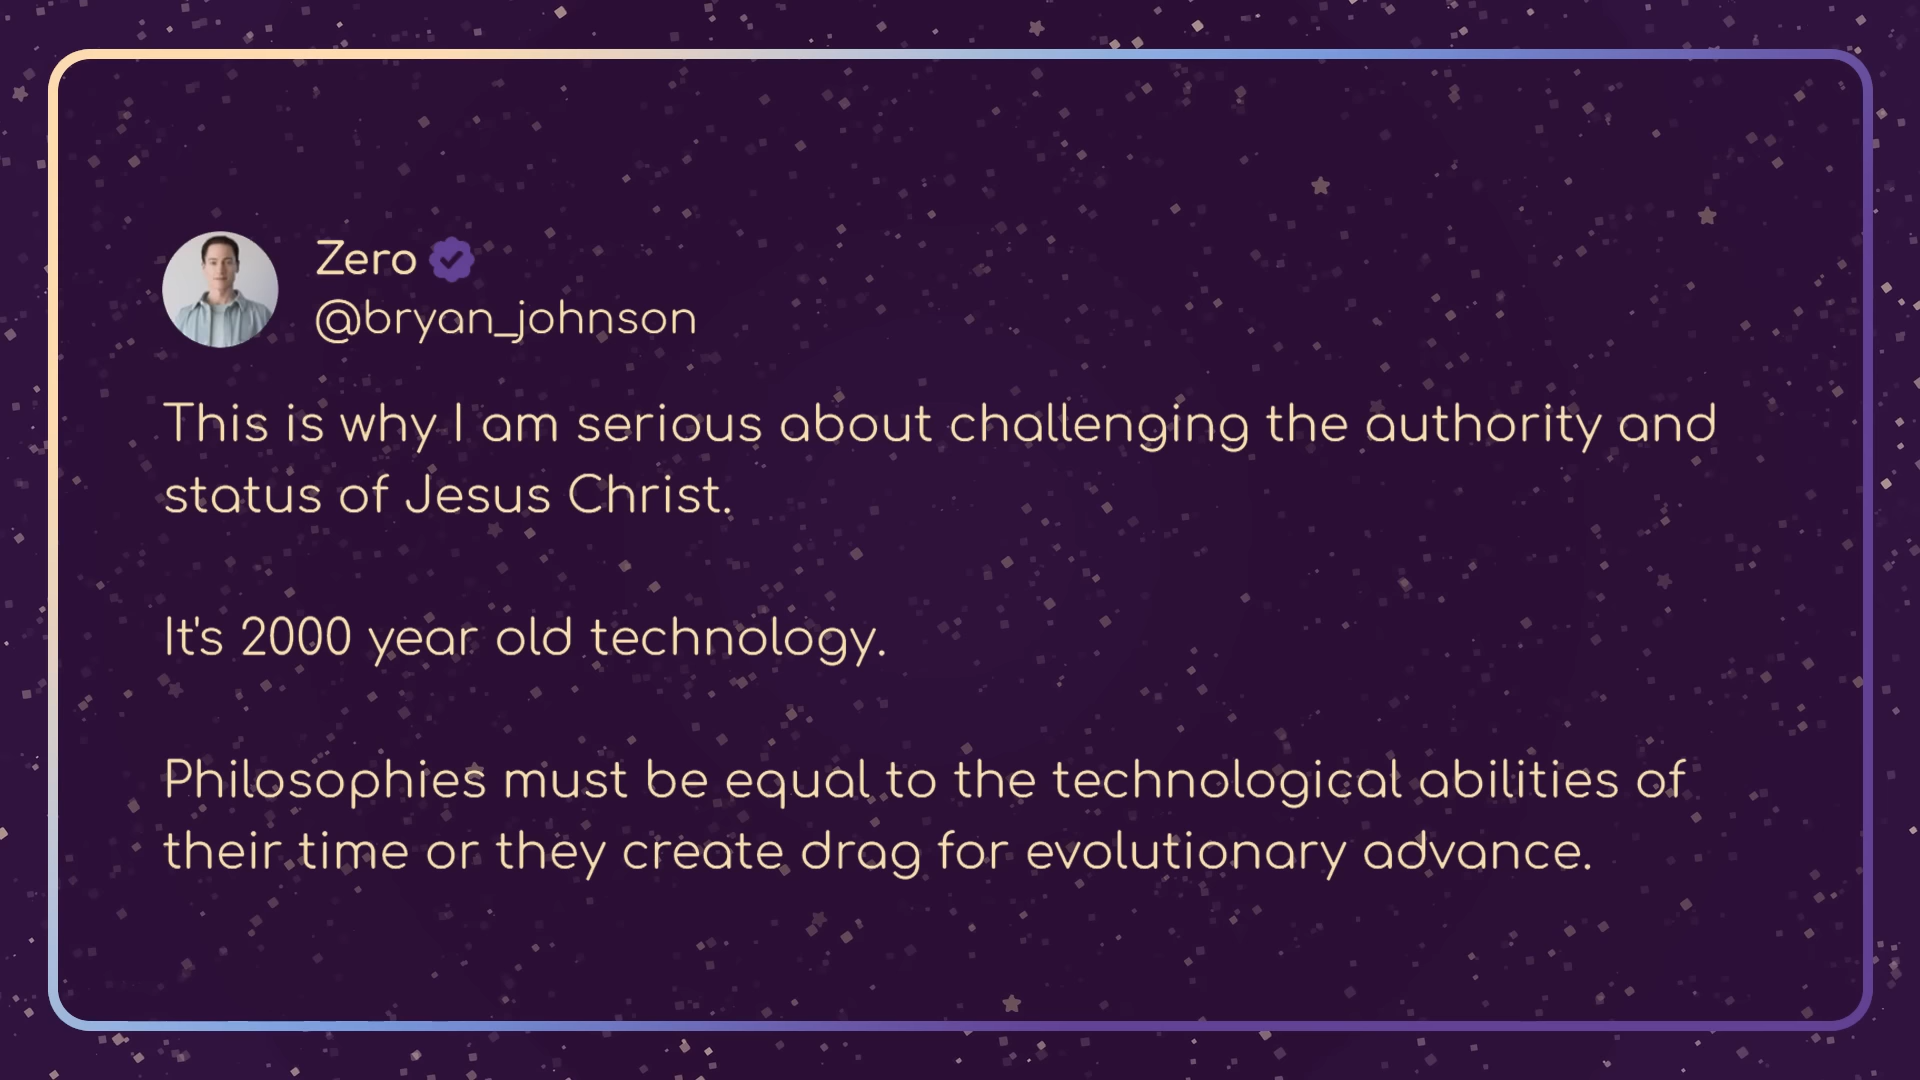 Zero
@bryan_johnson
This is why I am serious about challenging the authority and
status of Jesus Christ.
It's 2000 year old technology.
Philosophies must be equal to the technological abilities of
their time or they create drag for evolutionary advance.